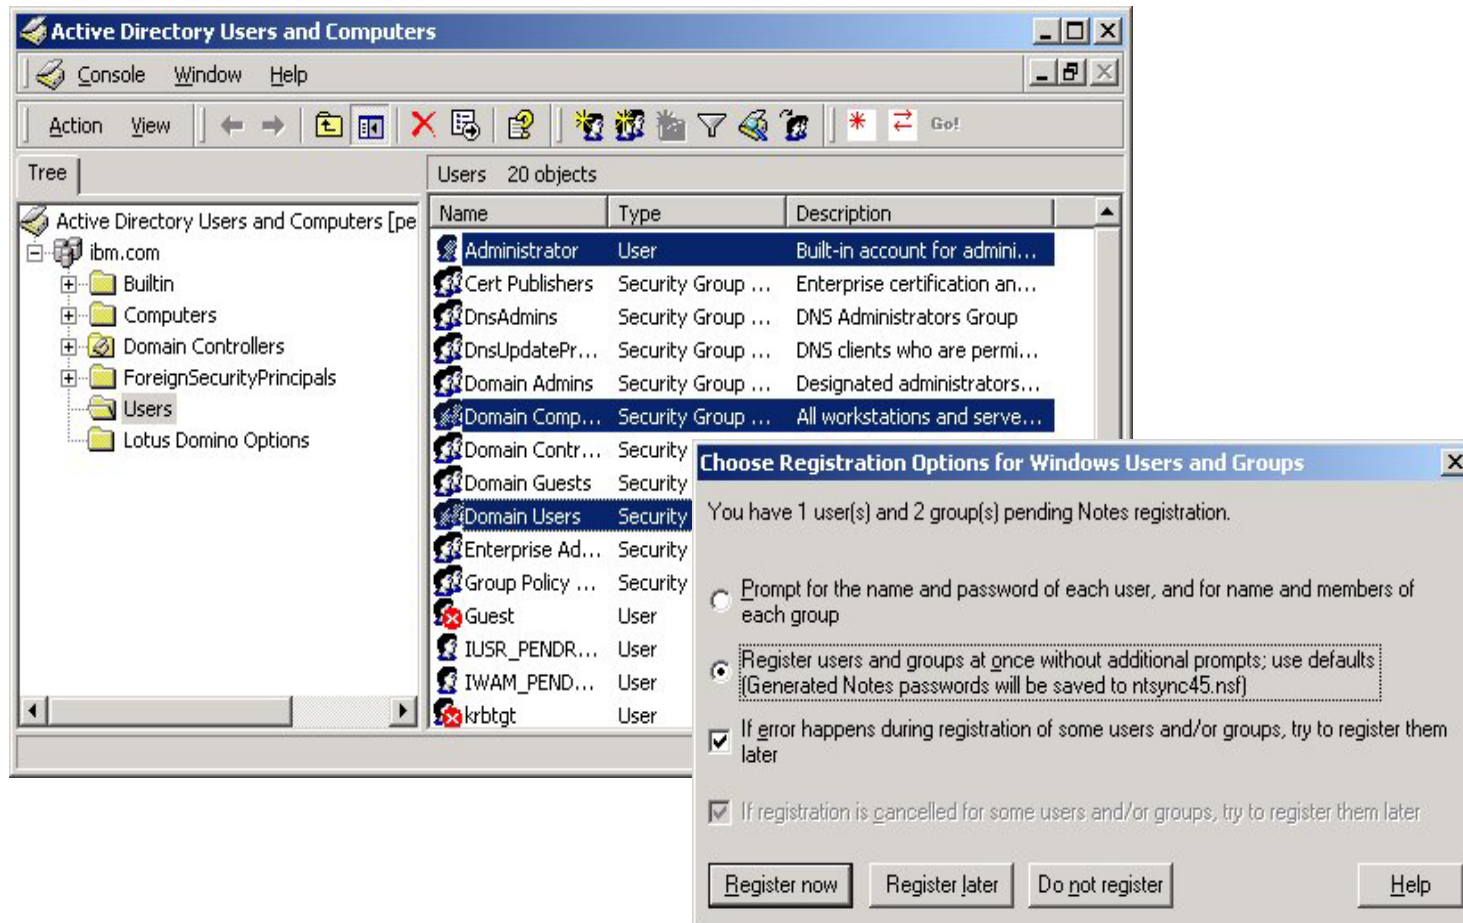 Active Directory Users and Computers
Console Window Help
Action View Go!
Tree
Users 20 objects
Active Directory Users and Computers [pe
ibm.com
Builtin
Computers
Domain Controllers
ForeignSecurityPrincipals
Users
Lotus Domino Options
Name Type Description
Administrator User Built-in account for admini...
Cert Publishers Security Group ... Enterprise certification an...
DnsAdmins Security Group ... DNS Administrators Group
DnsUpdatePr... Security Group ... DNS clients who are permi...
Domain Admins Security Group ... Designated administrators...
Domain Comp... Security Group ... All workstations and serve...
Domain Contr... Security
Domain Guests Security
Domain Users Security
Enterprise Ad... Security
Group Policy ... Security
Guest User
IUSR_PENDR... User
IWAM_PEND... User
krbtgt User
Choose Registration Options for Windows Users and Groups
You have 1 user(s) and 2 group(s) pending Notes registration.
Prompt for the name and password of each user, and for name and members of
each group
Register users and groups at once without additional prompts; use defaults
(Generated Notes passwords will be saved to ntsync45.nsf)
If error happens during registration of some users and/or groups, try to register them
later
If registration is cancelled for some users and/or groups, try to register them later
Register now Register later Do not register Help